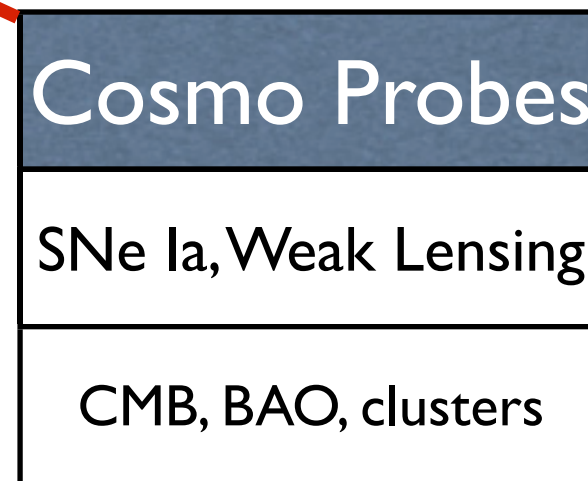 Cosmo Probes
SNe Ia, Weak Lensing
CMB, BAO, clusters